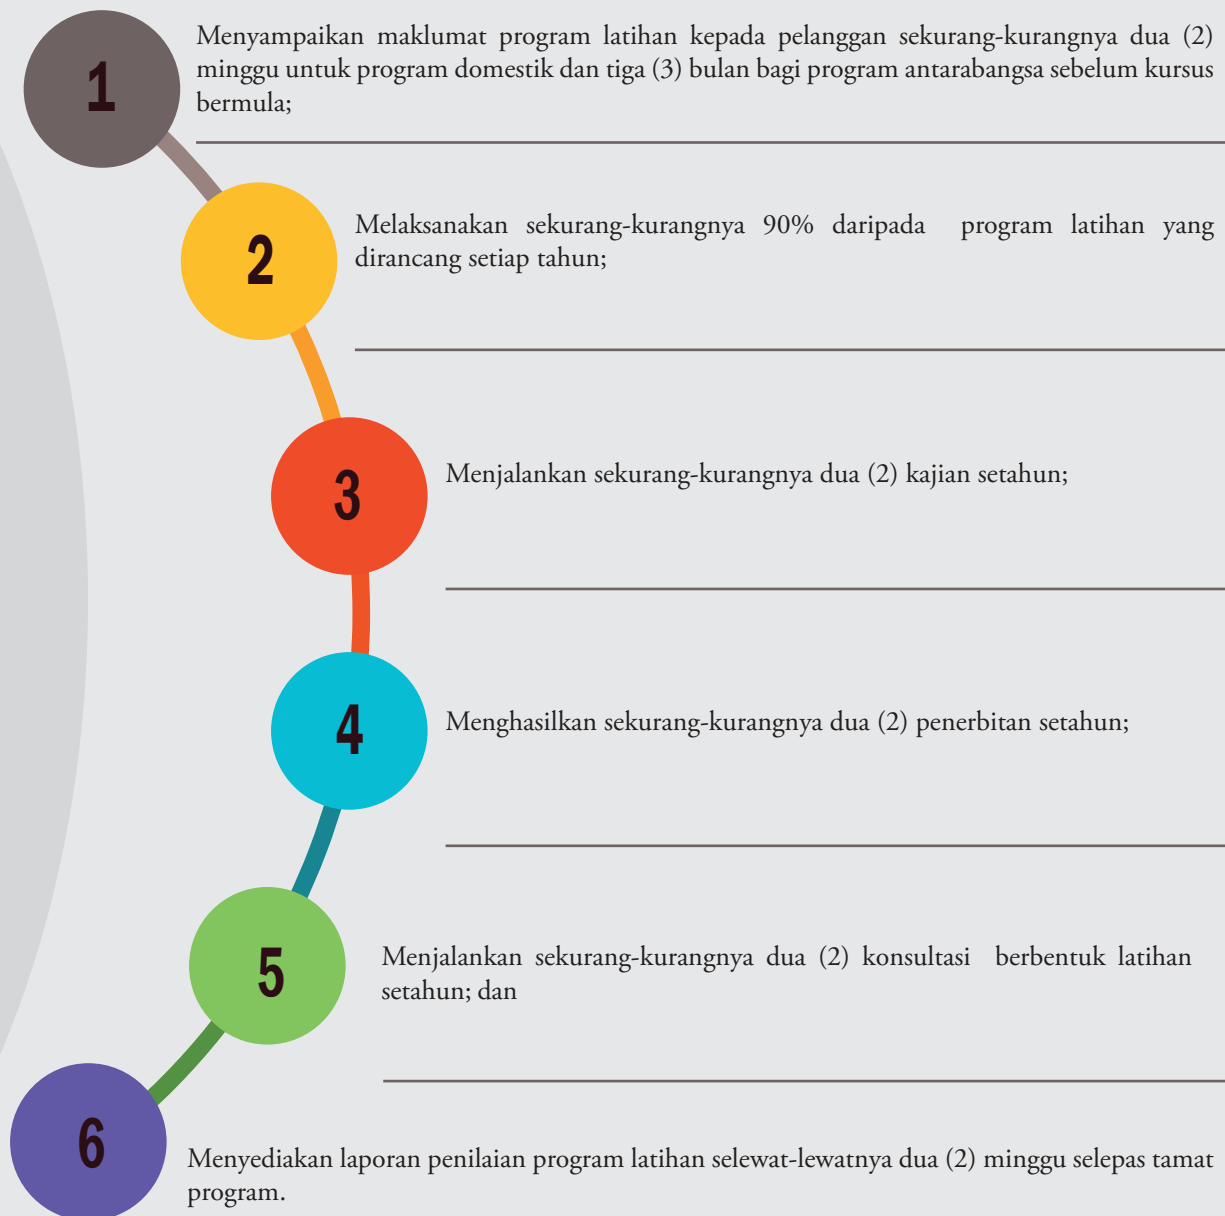 1
Menyampaikan maklumat program latihan kepada pelanggan sekurang-kurangnya dua (2)
minggu untuk program domestik dan tiga (3) bulan bagi program antarabangsa sebelum kursus
bermula;
2
Melaksanakan sekurang-kurangnya 90% daripada program latihan yang
dirancang setiap tahun;
3
Menjalankan sekurang-kurangnya dua (2) kajian setahun;
4
Menghasilkan sekurang-kurangnya dua (2) penerbitan setahun;
5
Menjalankan sekurang-kurangnya dua (2) konsultasi berbentuk latihan
setahun; dan
6
Menyediakan laporan penilaian program latihan selewat-lewatnya dua (2) minggu selepas tamat
program.